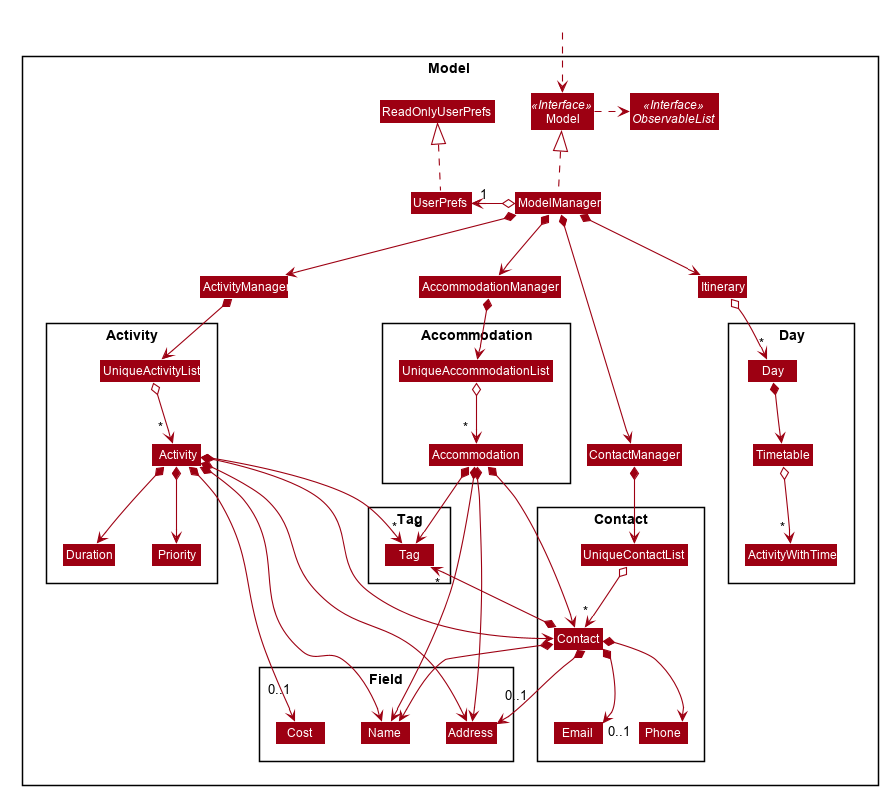 Model
ReadOnlyUserPrefs
«Interface»
Model
«Interface»
ObservableList
UserPrefs
1
ModelManager
ActivityManager
AccommodationManager
Itinerary
Activity
Accommodation
Day
*
UniqueActivityList
UniqueAccommodationList
Day
*
*
Activity
Accommodation
ContactManager
Timetable
Tag
Contact
*
*
*
Duration
Priority
Tag
UniqueContactList
ActivityWithTime
*
*
Contact
Field
0..1
0..1
Cost
Name
Address
Email
0..1
Phone